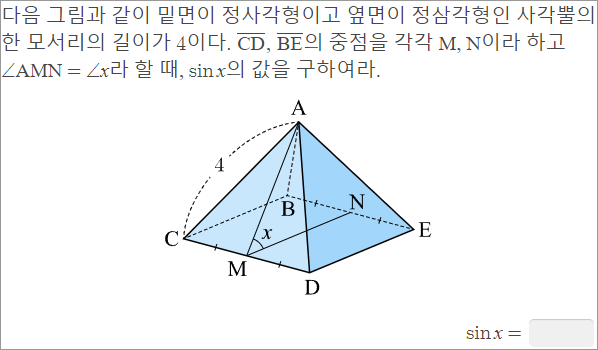 다음 그림과 같이 밑면이 정사각형이고 옆면이 정삼각형인 사각뿔의
한 모서리의 길이가 4이다. C̅D̅, B̅E̅의 중점을 각각 M, N이라 하고
∠AMN = ∠x라 할 때, sin x의 값을 구하여라.
A
4
B
N
C
x
E
M
D
sin x =